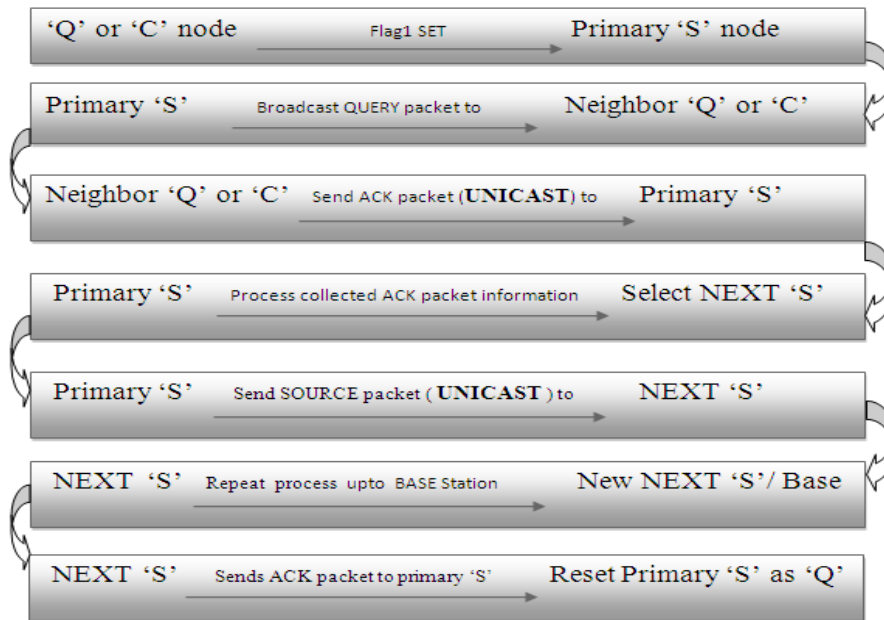 ‘Q’ or ‘C’ node Flag1 SET Primary ‘S’ node
Primary ‘S’ Broadcast QUERY packet to Neighbor ‘Q’ or ‘C’
Neighbor ‘Q’ or ‘C’ Send ACK packet (UNICAST) to Primary ‘S’
Primary ‘S’ Process collected ACK packet information Select NEXT ‘S’
Primary ‘S’ Send SOURCE packet ( UNICAST ) to NEXT ‘S’
NEXT ‘S’ Repeat process upto BASE Station New NEXT ‘S’/ Base
NEXT ‘S’ Sends ACK packet to primary ‘S’ Reset Primary ‘S’ as ‘Q’